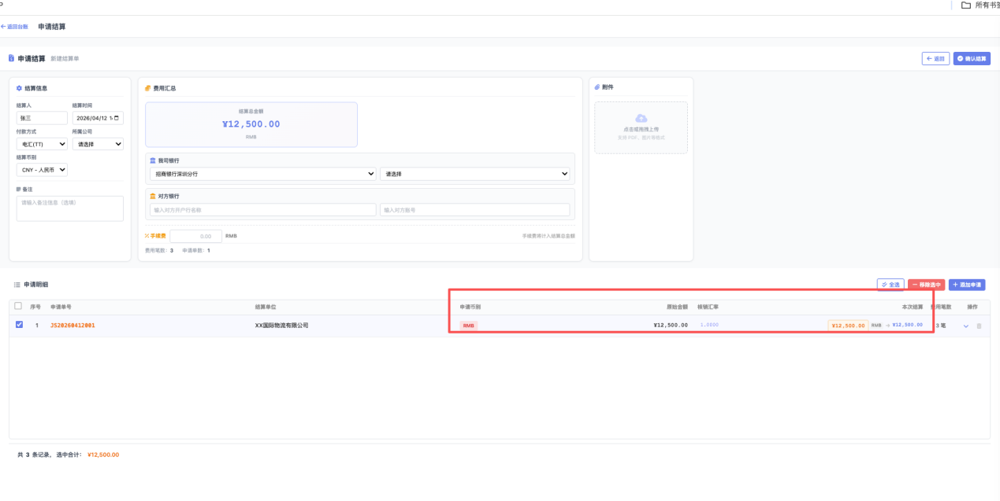 所有书签
返回台账 申请结算
申请结算 新建结算单
返回 确认结算
结算信息
结算人 结算时间
张三 2026/04/12 1
付款方式 所属公司
电汇(TT) 请选择
结算币别
CNY - 人民币
备注
请输入备注信息（选填）
费用汇总
结算总金额
¥12,500.00
RMB
我司银行
招商银行深圳分行 请选择
对方银行
输入对方开户行名称 输入对方账号
手续费 0.00 RMB 手续费将计入结算总金额
费用笔数: 3 申请单数: 1
附件
点击或拖拽上传
支持 PDF、图片等格式
申请明细
全选 移除选中 添加申请
序号 申请单号 结算单位 申请币别 原始金额 核销汇率 本次结算 费用笔数 操作
1 JS20260412001 XX国际物流有限公司 RMB ¥12,500.00 1.0000 ¥12,500.00 RMB → ¥12,500.00 3 笔
共 3 条记录, 选中合计: ¥12,500.00